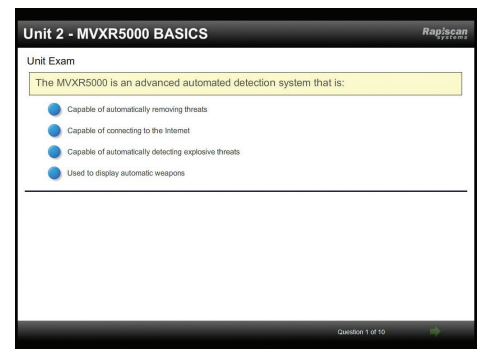 Unit 2 - MVXR5000 BASICS
Rapiscan
systems
Unit Exam
The MVXR5000 is an advanced automated detection system that is:
Capable of automatically removing threats
Capable of connecting to the Internet
Capable of automatically detecting explosive threats
Used to display automatic weapons
Question 1 of 10